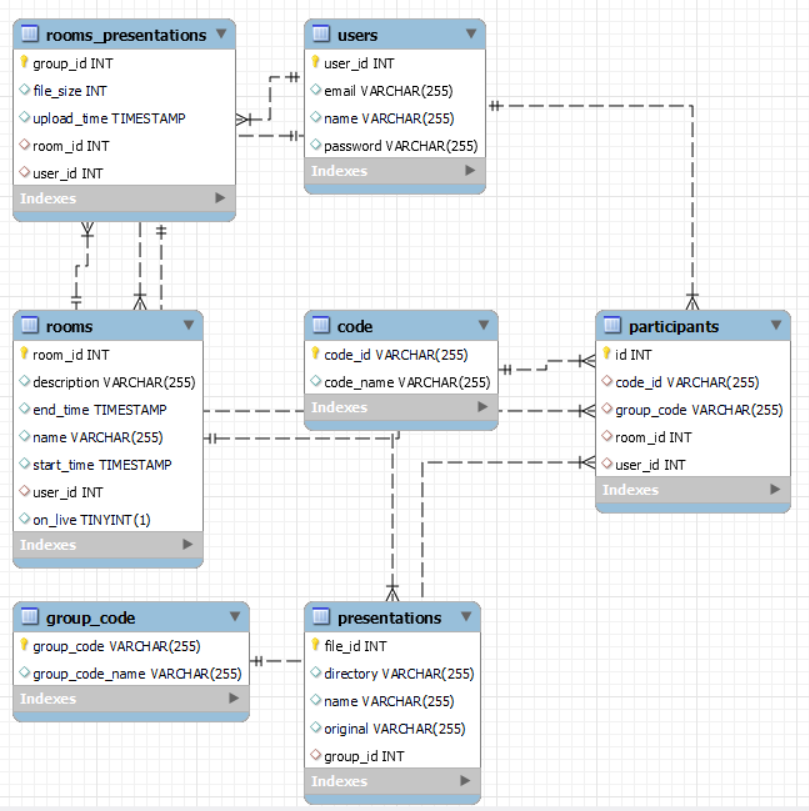 rooms_presentations
group_id INT
file_size INT
upload_time TIMESTAMP
room_id INT
user_id INT
Indexes
users
user_id INT
email VARCHAR(255)
name VARCHAR(255)
password VARCHAR(255)
Indexes
rooms
room_id INT
description VARCHAR(255)
end_time TIMESTAMP
name VARCHAR(255)
start_time TIMESTAMP
user_id INT
on_live TINYINT(1)
Indexes
code
code_id VARCHAR(255)
code_name VARCHAR(255)
Indexes
participants
id INT
code_id VARCHAR(255)
group_code VARCHAR(255)
room_id INT
user_id INT
Indexes
group_code
group_code VARCHAR(255)
group_code_name VARCHAR(255)
Indexes
presentations
file_id INT
directory VARCHAR(255)
name VARCHAR(255)
original VARCHAR(255)
group_id INT
Indexes